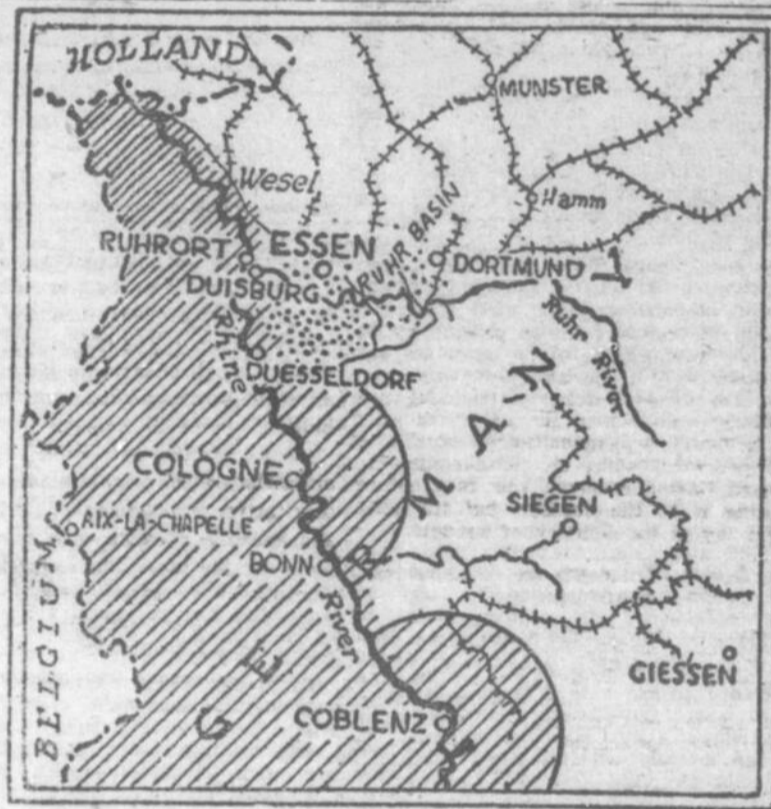 HOLLAND
MUNSTER
Wesel
Hamm
RUHR BASIN
RUHRORT
ESSEN
DORTMUND
DUISBURG
Ruhr River
Rhine
DUESSELDORF
COLOGNE
SIEGEN
AIX-LA-CHAPELLE
BONN
River
BELGIUM
GERMANY
GIESSEN
COBLENZ